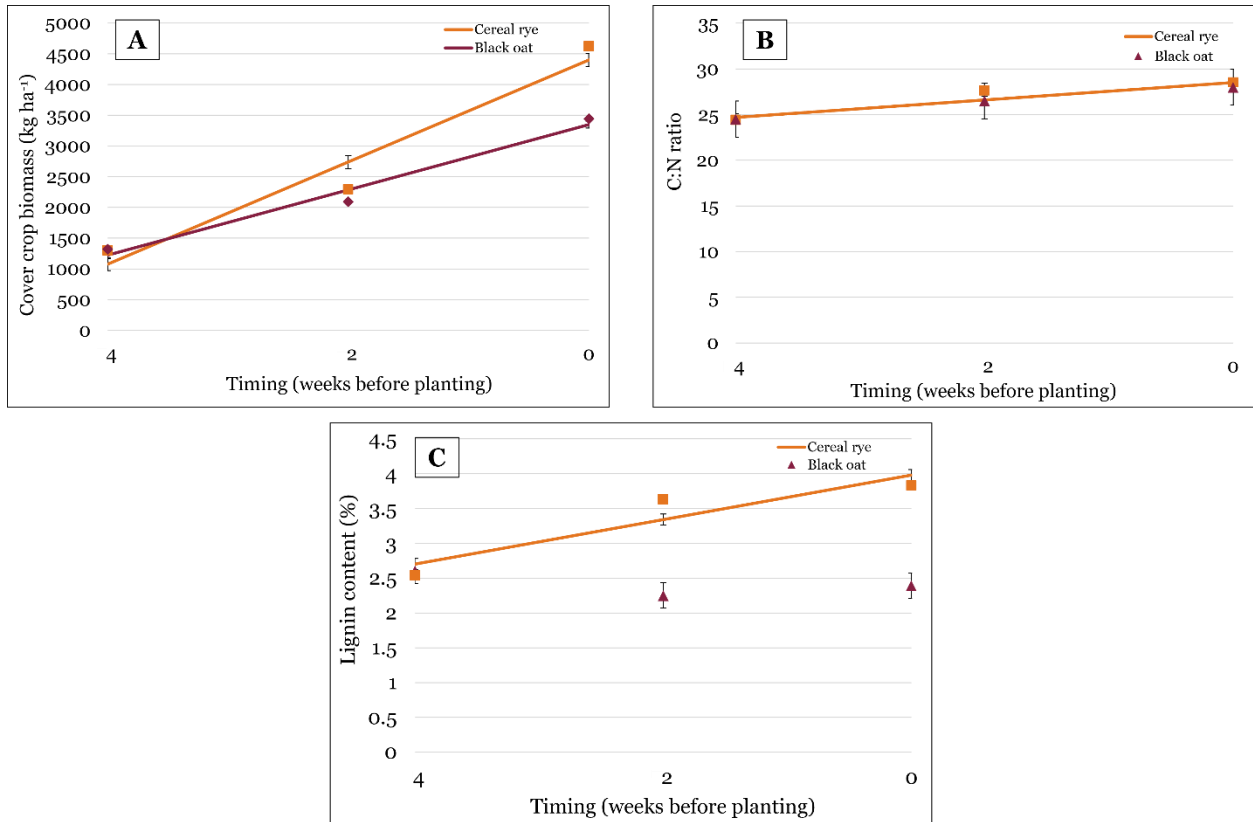 A
Cereal rye
Black oat
Cover crop biomass (kg ha⁻¹)
5000
4500
4000
3500
3000
2500
2000
1500
1000
500
0
4
2
0
Timing (weeks before planting)
B
Cereal rye
Black oat
C:N ratio
35
30
25
20
15
10
5
0
4
2
0
Timing (weeks before planting)
C
Cereal rye
Black oat
Lignin content (%)
4.5
4
3.5
3
2.5
2
1.5
1
0.5
0
4
2
0
Timing (weeks before planting)